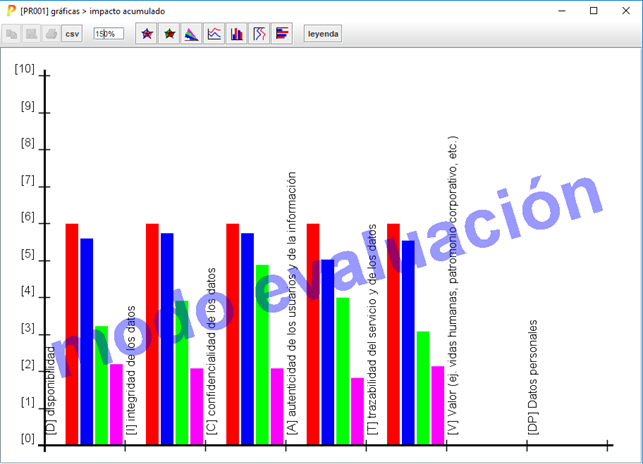 [PR001] gráficas > impacto acumulado
csv
150%
leyenda
[10]
[9]
[8]
[7]
[6]
[5]
[4]
[3]
[2]
[1]
[0]
[D] disponibilidad
[I] integridad de los datos
[C] confidencialidad de los datos
[A] autenticidad de los usuarios y de la información
[T] trazabilidad del servicio y de los datos
[V] Valor (ej. vidas humanas, patrimonio corporativo, etc.)
[DP] Datos personales
modo evaluación